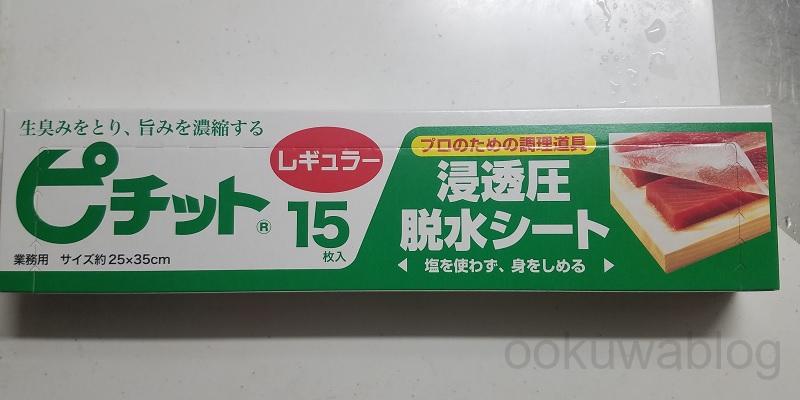 生臭みをとり、旨みを濃縮する
ピチット®
レギュラー
15
枚入
業務用 サイズ約25×35cm
プロのための調理道具
浸透圧
脱水シート
塩を使わず、身をしめる
ookuwablog